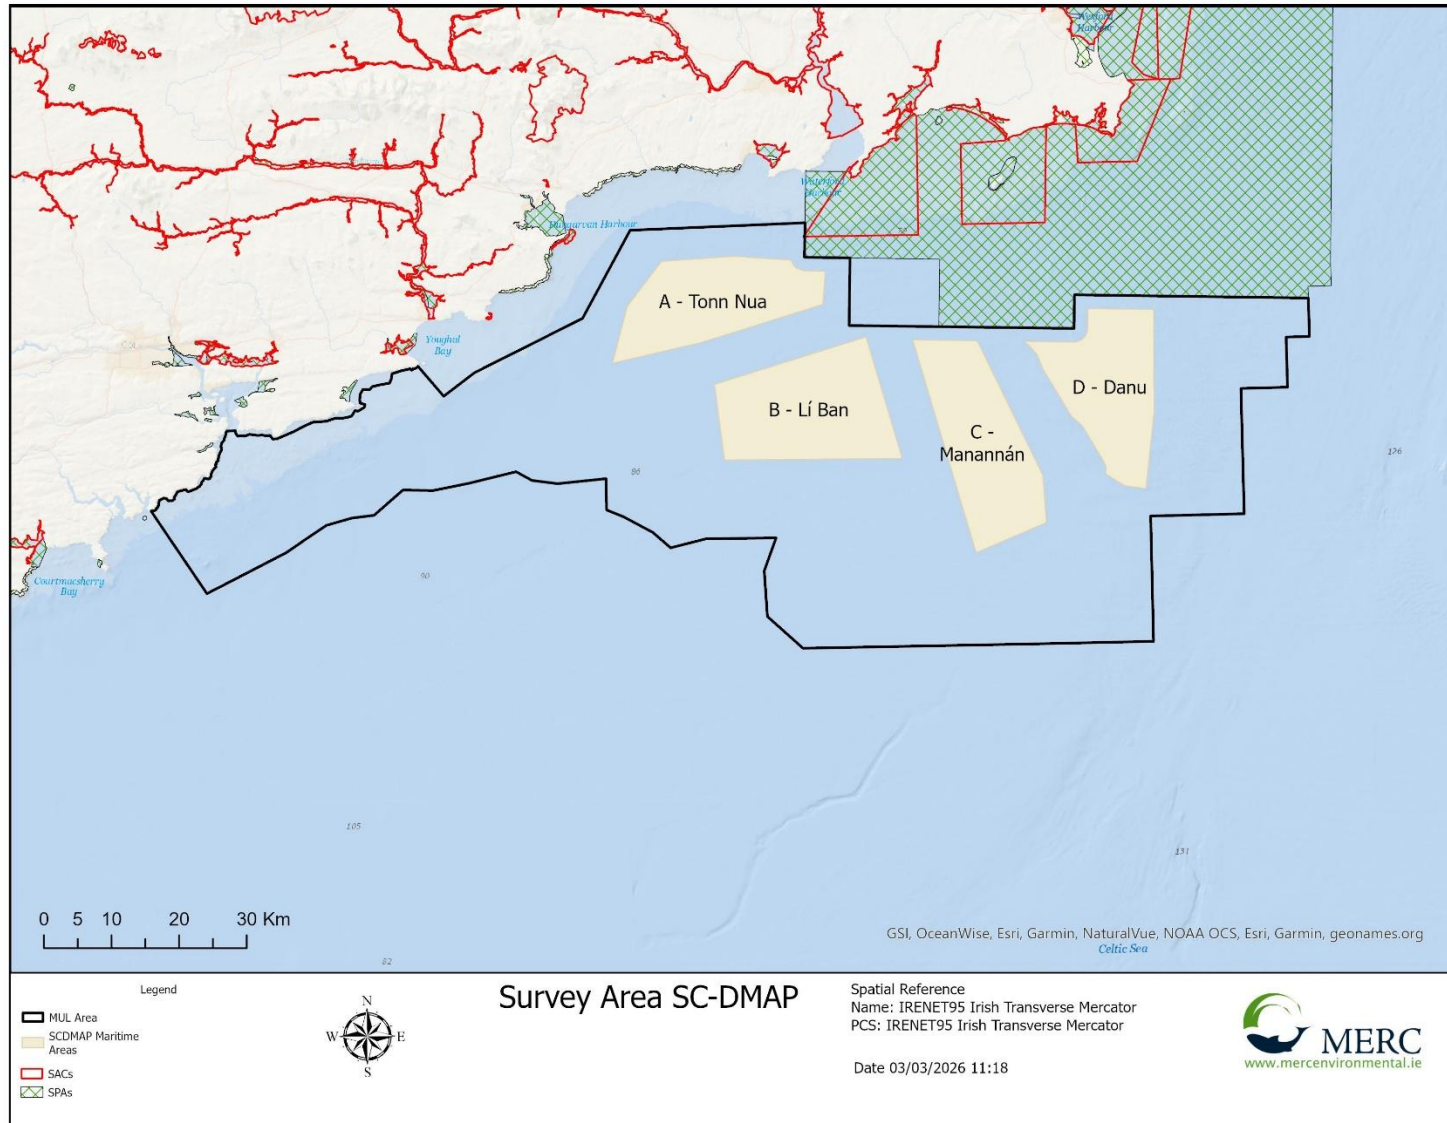 Wexford
Harbour
Waterford
Harbour
Dungarvan Harbour
Youghal
Bay
A - Tonn Nua
B - Lí Ban
C -
Manannán
D - Danu
86
126
90
Courtmacsherry
Bay
105
131
82
0 5 10 20 30 Km
GSI, OceanWise, Esri, Garmin, NaturalVue, NOAA OCS, Esri, Garmin, geonames.org
Celtic Sea
Legend
MUL Area
SCDMAP Maritime
Areas
SACs
SPAs
N
W E
S
Survey Area SC-DMAP
Spatial Reference
Name: IRENET95 Irish Transverse Mercator
PCS: IRENET95 Irish Transverse Mercator
Date 03/03/2026 11:18
MERC
www.mercenvironmental.ie